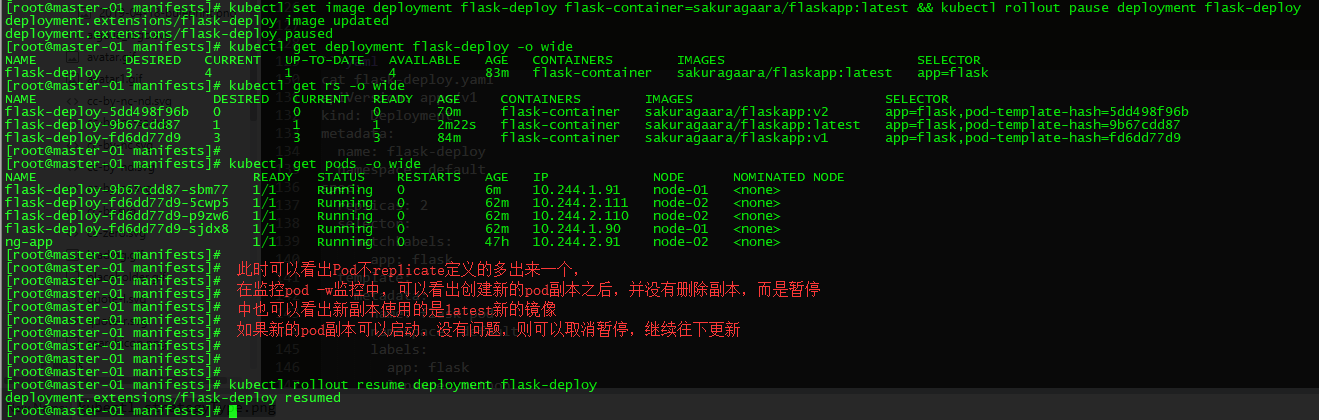 [root@master-01 manifests]# kubectl set image deployment flask-deploy flask-container=sakuragaara/flaskapp:latest && kubectl rollout pause deployment flask-deploy
deployment.extensions/flask-deploy image updated
deployment.extensions/flask-deploy paused
[root@master-01 manifests]# kubectl get deployment flask-deploy -o wide
NAME DESIRED CURRENT UP-TO-DATE AVAILABLE AGE CONTAINERS IMAGES SELECTOR
flask-deploy 3 4 1 4 83m flask-container sakuragaara/flaskapp:latest app=flask
[root@master-01 manifests]# kubectl get rs -o wide
NAME DESIRED CURRENT READY AGE CONTAINERS IMAGES SELECTOR
flask-deploy-5dd498f96b 0 0 0 70m flask-container sakuragaara/flaskapp:v2 app=flask,pod-template-hash=5dd498f96b
flask-deploy-9b67cdd87 1 1 1 2m22s flask-container sakuragaara/flaskapp:latest app=flask,pod-template-hash=9b67cdd87
flask-deploy-fd6dd77d9 3 3 3 84m flask-container sakuragaara/flaskapp:v1 app=flask,pod-template-hash=fd6dd77d9
[root@master-01 manifests]#
[root@master-01 manifests]# kubectl get pods -o wide
NAME READY STATUS RESTARTS AGE IP NODE NOMINATED NODE
flask-deploy-9b67cdd87-sbm77 1/1 Running 0 6m 10.244.1.91 node-01 <none>
flask-deploy-fd6dd77d9-5cwp5 1/1 Running 0 62m 10.244.2.111 node-02 <none>
flask-deploy-fd6dd77d9-p9zw6 1/1 Running 0 62m 10.244.2.110 node-02 <none>
flask-deploy-fd6dd77d9-sjdx8 1/1 Running 0 62m 10.244.1.90 node-01 <none>
ng-app 1/1 Running 0 47h 10.244.2.91 node-02 <none>
[root@master-01 manifests]#
[root@master-01 manifests]# 此时可以看出Pod不replicate定义的多出来一个，
[root@master-01 manifests]#
[root@master-01 manifests]# 在监控pod -w监控中，可以看出创建新的pod副本之后，并没有删除副本，而是暂停
[root@master-01 manifests]# 中也可以看出新副本使用的是latest新的镜像
[root@master-01 manifests]#
[root@master-01 manifests]# 如果新的pod副本可以启动。没有问题，则可以取消暂停，继续往下更新
[root@master-01 manifests]#
[root@master-01 manifests]#
[root@master-01 manifests]#
[root@master-01 manifests]# kubectl rollout resume deployment flask-deploy
deployment.extensions/flask-deploy resumed
[root@master-01 manifests]#